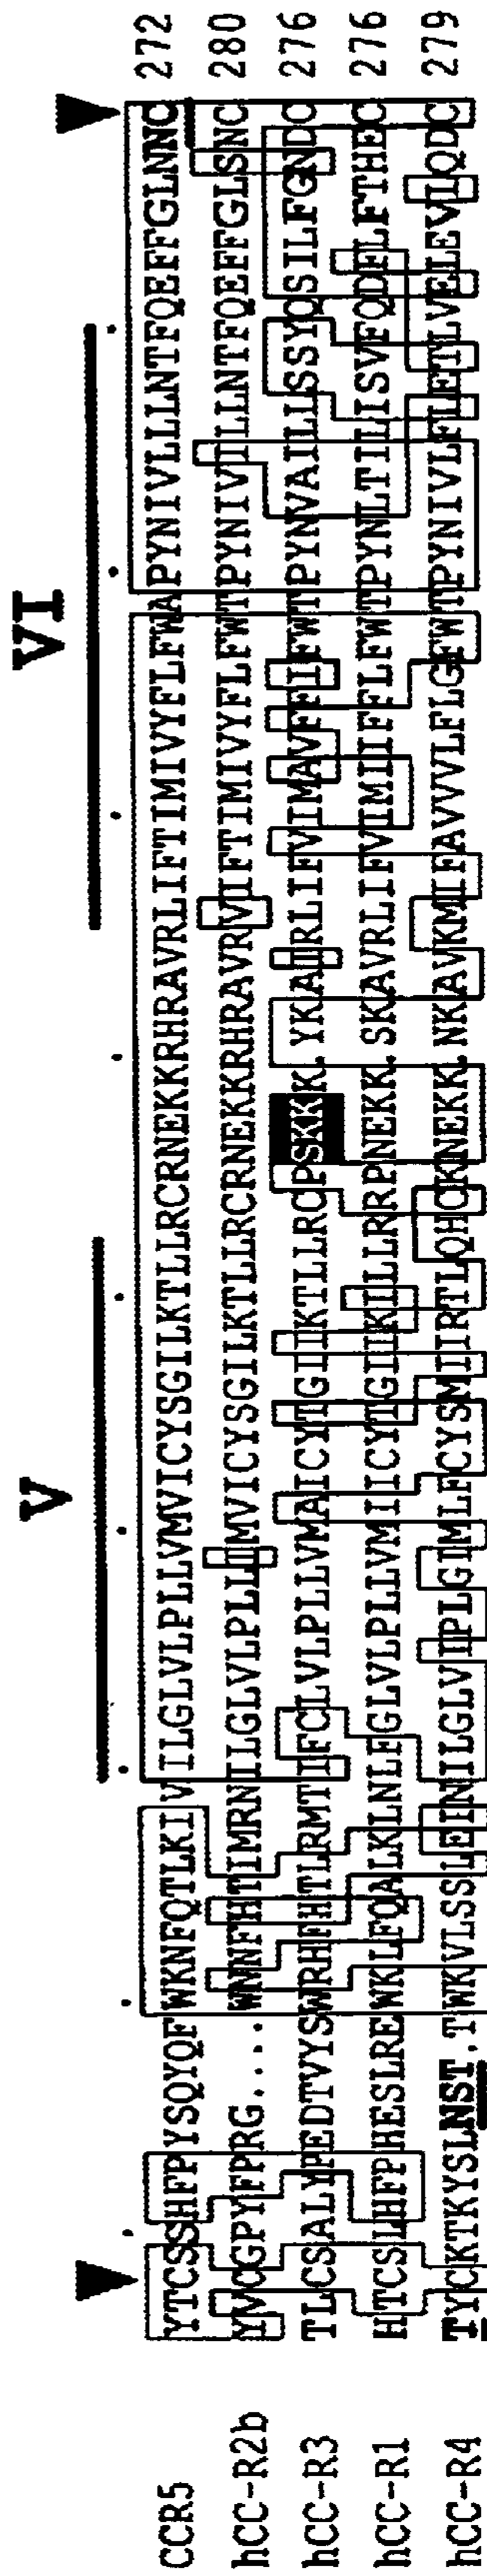 V VI
CCR5 YTCSSHFPYSQYQFWKNFQTLKIVILGLVLPLLVMVICYSGILKTLLRCRNEKKRHRAVRLIFTIMIVYFLFWAPYNIVLLLNTFQEFFGLNNC 272
hCC-R2b YVCGPYFPRG....WNNFHTIMRNILGLVLPLLIMVICYSGILKTLLRCRNEKKRHRAVRVIFTIMIVYFLFWTPYNIVILLNTFQEFFGLSNC 280
hCC-R3 TLCSALYPEDTVYSWRHFHTLRMTIFCLVLPLLVMAICYTGIIKTLLRCPSKKK.YKAIRLIFVIMAVFFIFWTPYNVAILLSSYQSILFGNDC 276
hCC-R1 HTCSLHFPHESLREWKLFQALKLNLFGLVLPLLVMIICYTGIIKILLRRPNEKK.SKAVRLIFVIMIIFFLFWTPYNLTILISVFQDFLFTHEC 276
hCC-R4 TYCKTKYSLNST.TWKVLSSLEINILGLVIPLGIMLFCYSMIIRTLQHCKNEKK.NKAVKMIFAVVVLFLGFWTPYNIVLFLETLVELEVLQDC 279